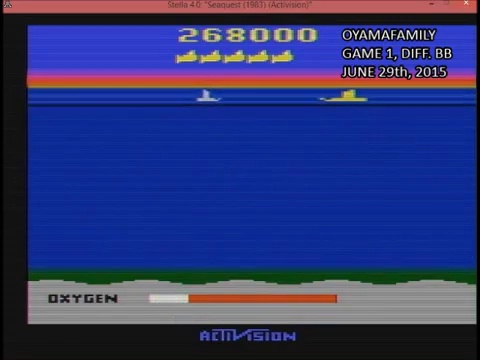 Stella 4.0: "Seaquest (1983) (Activision)"
268000
OYAMAFAMILY
GAME 1, DIFF. BB
JUNE 29th, 2015
OXYGEN
ACTIVISION